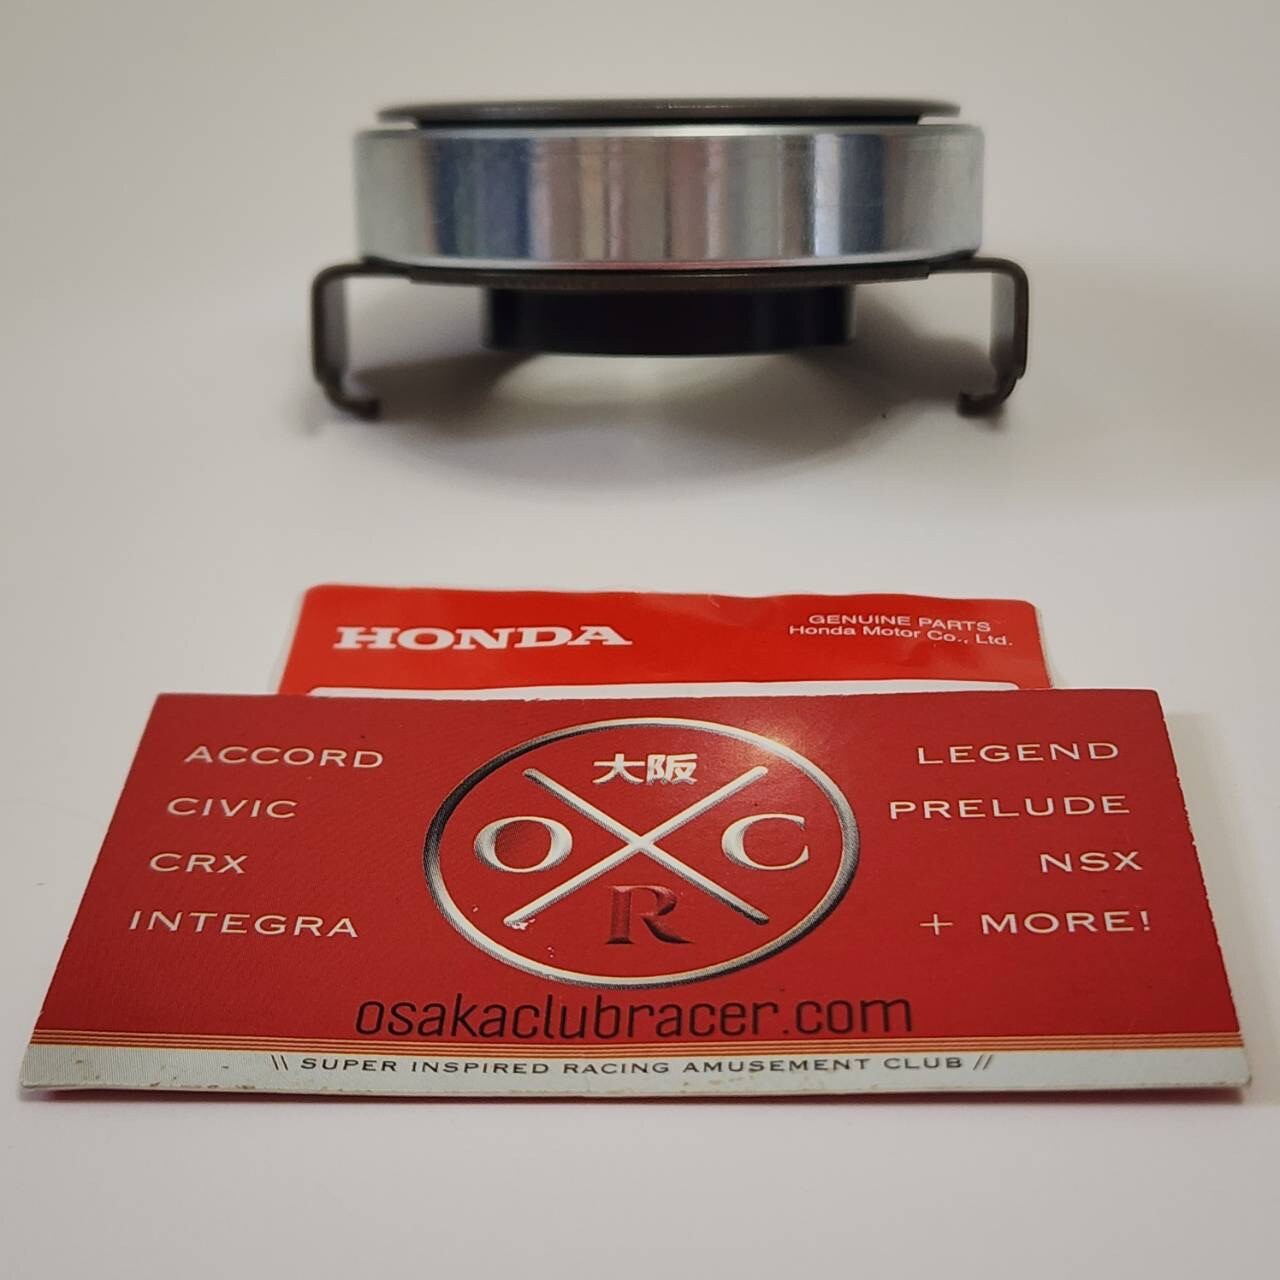 HONDA
GENUINE PARTS
Honda Motor Co., Ltd.
ACCORD
CIVIC
CRX
INTEGRA
大阪
O C
R
LEGEND
PRELUDE
NSX
+ MORE!
osakaclubracer.com
\\ SUPER INSPIRED RACING AMUSEMENT CLUB //